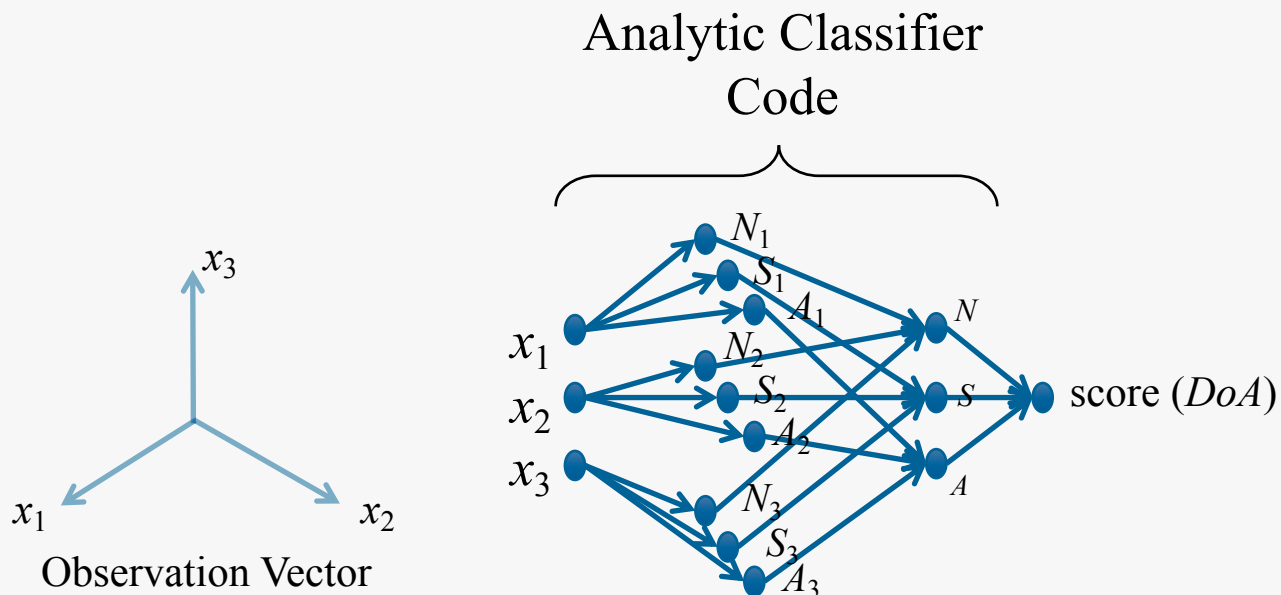 Analytic Classifier
Code
x3
x1
x2
Observation Vector
x1
x2
x3
N1
S1
A1
N2
S2
A2
N3
S3
A3
N
S
A
score (DoA)